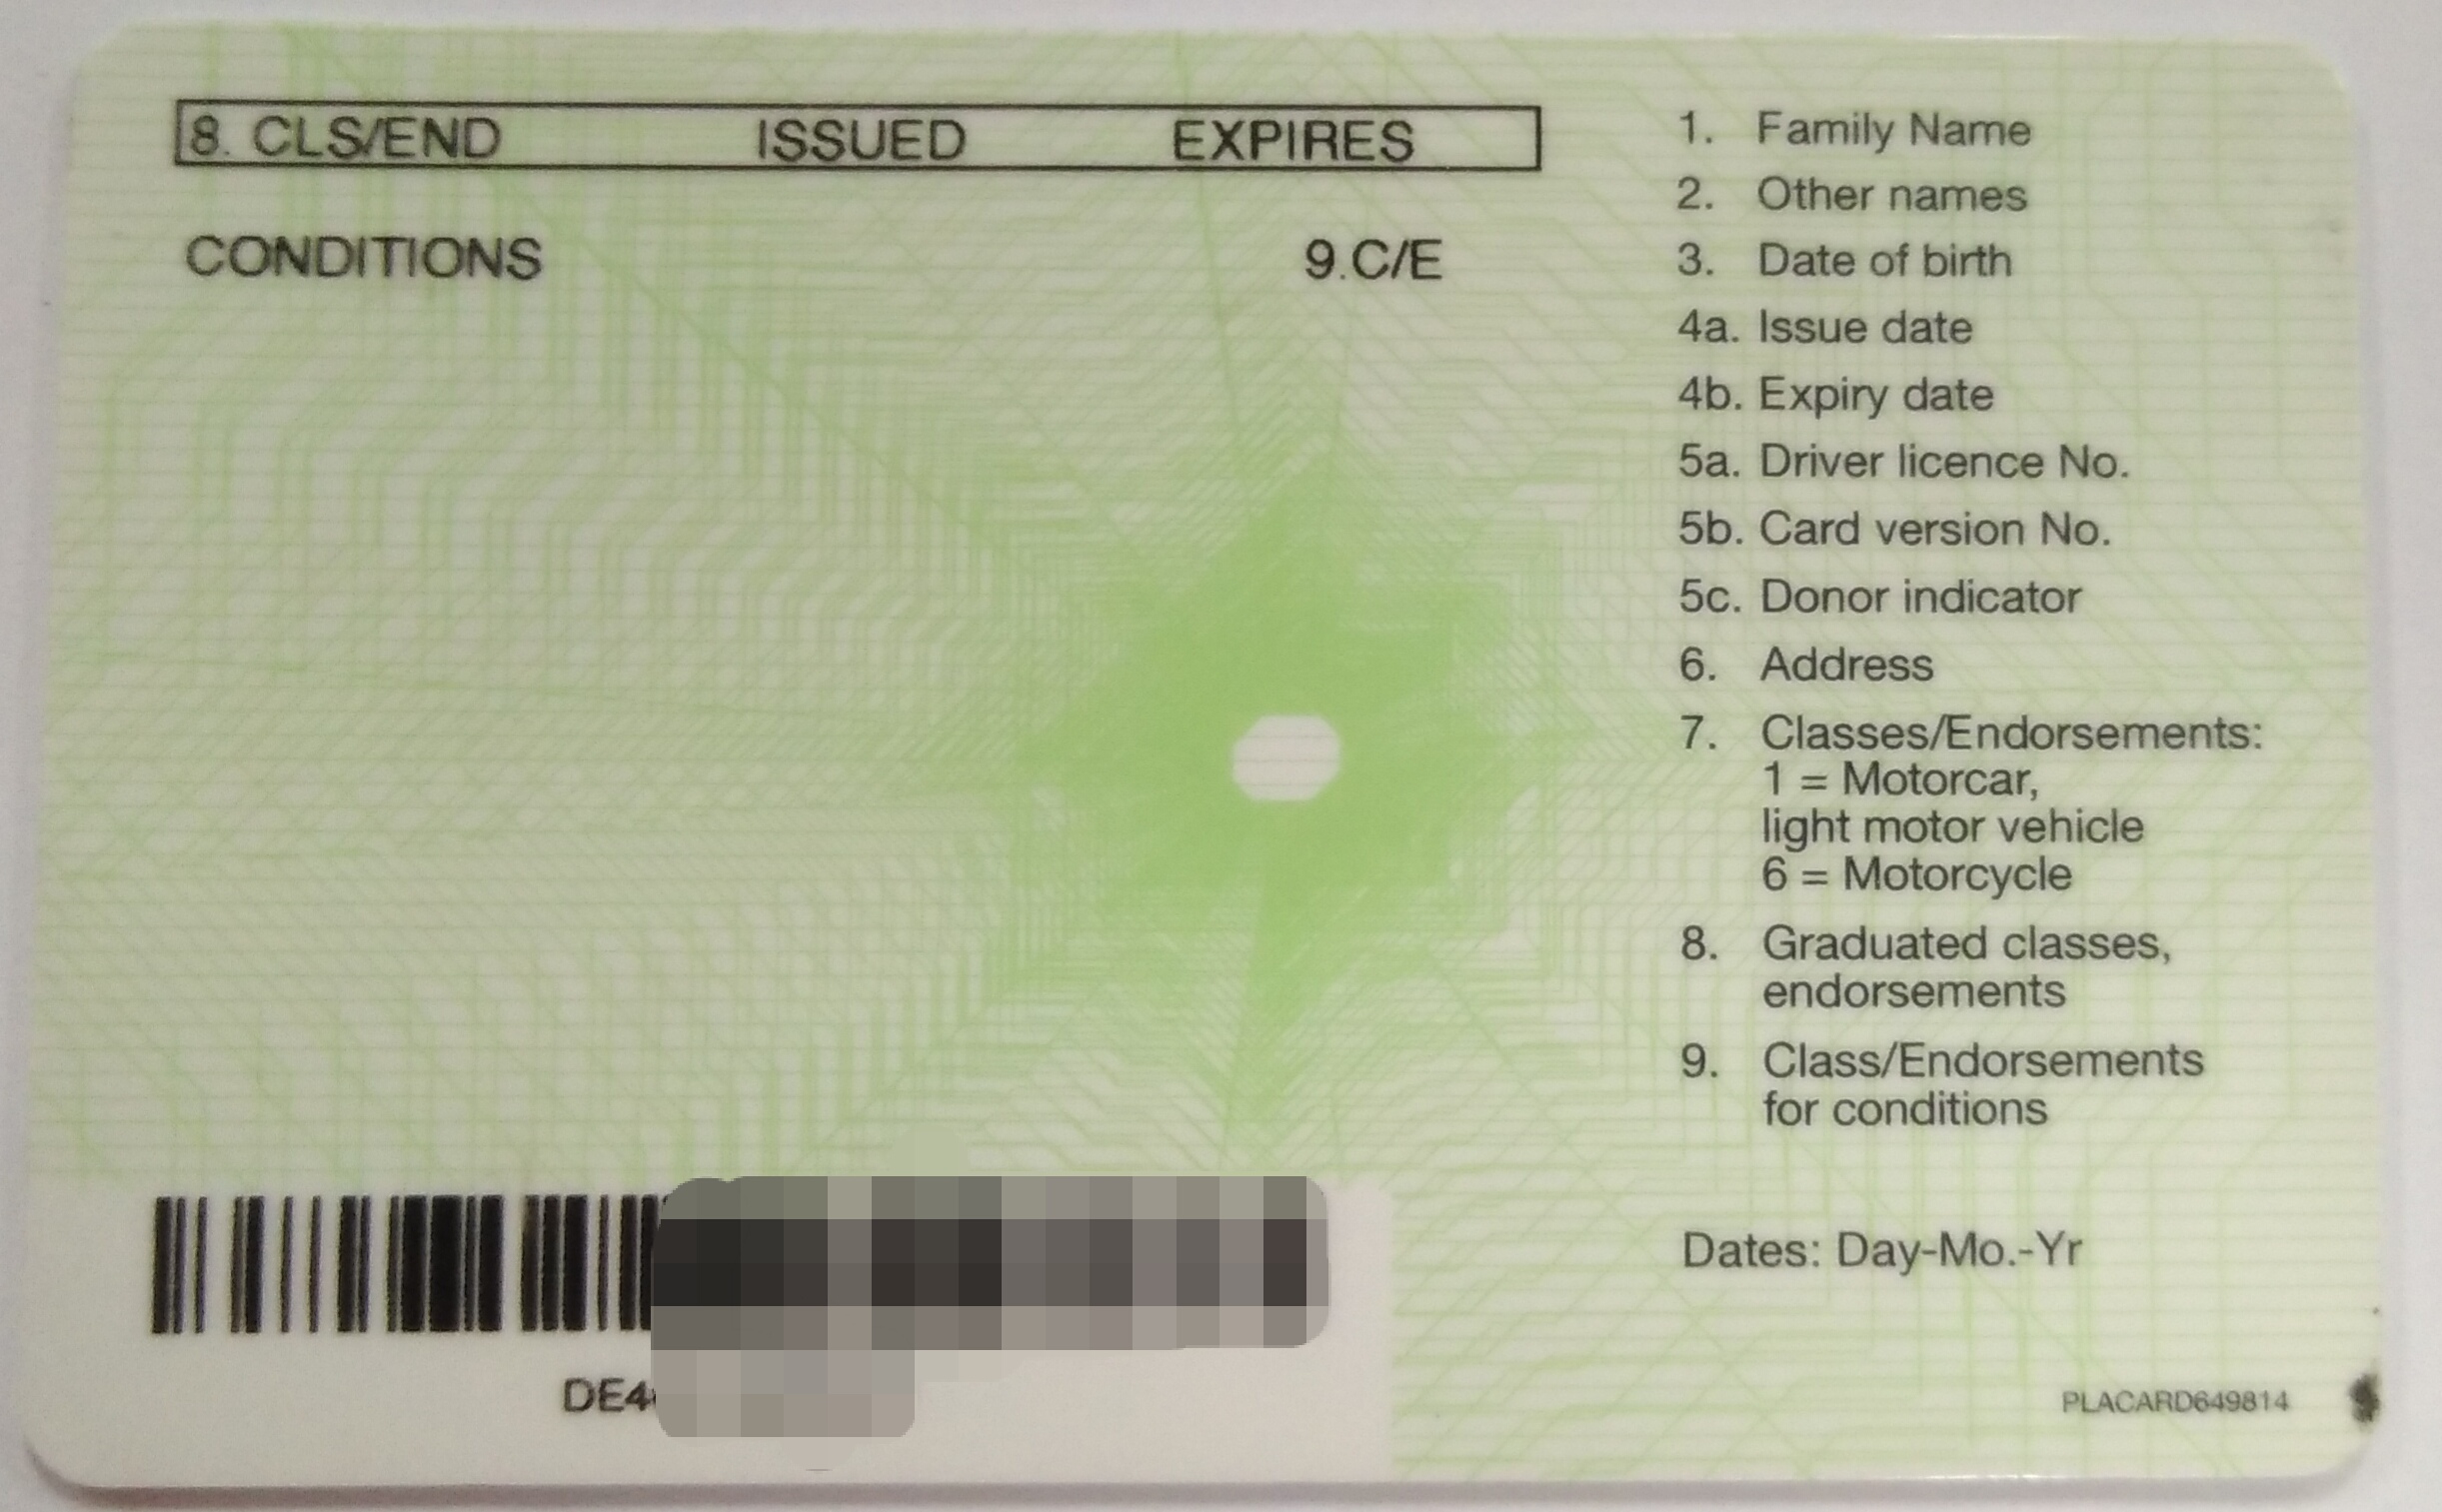 8. CLS/END ISSUED EXPIRES
CONDITIONS 9.C/E
1. Family Name
2. Other names
3. Date of birth
4a. Issue date
4b. Expiry date
5a. Driver licence No.
5b. Card version No.
5c. Donor indicator
6. Address
7. Classes/Endorsements:
1 = Motorcar,
light motor vehicle
6 = Motorcycle
8. Graduated classes,
endorsements
9. Class/Endorsements
for conditions
Dates: Day-Mo.-Yr
DE4
PLACARD649814